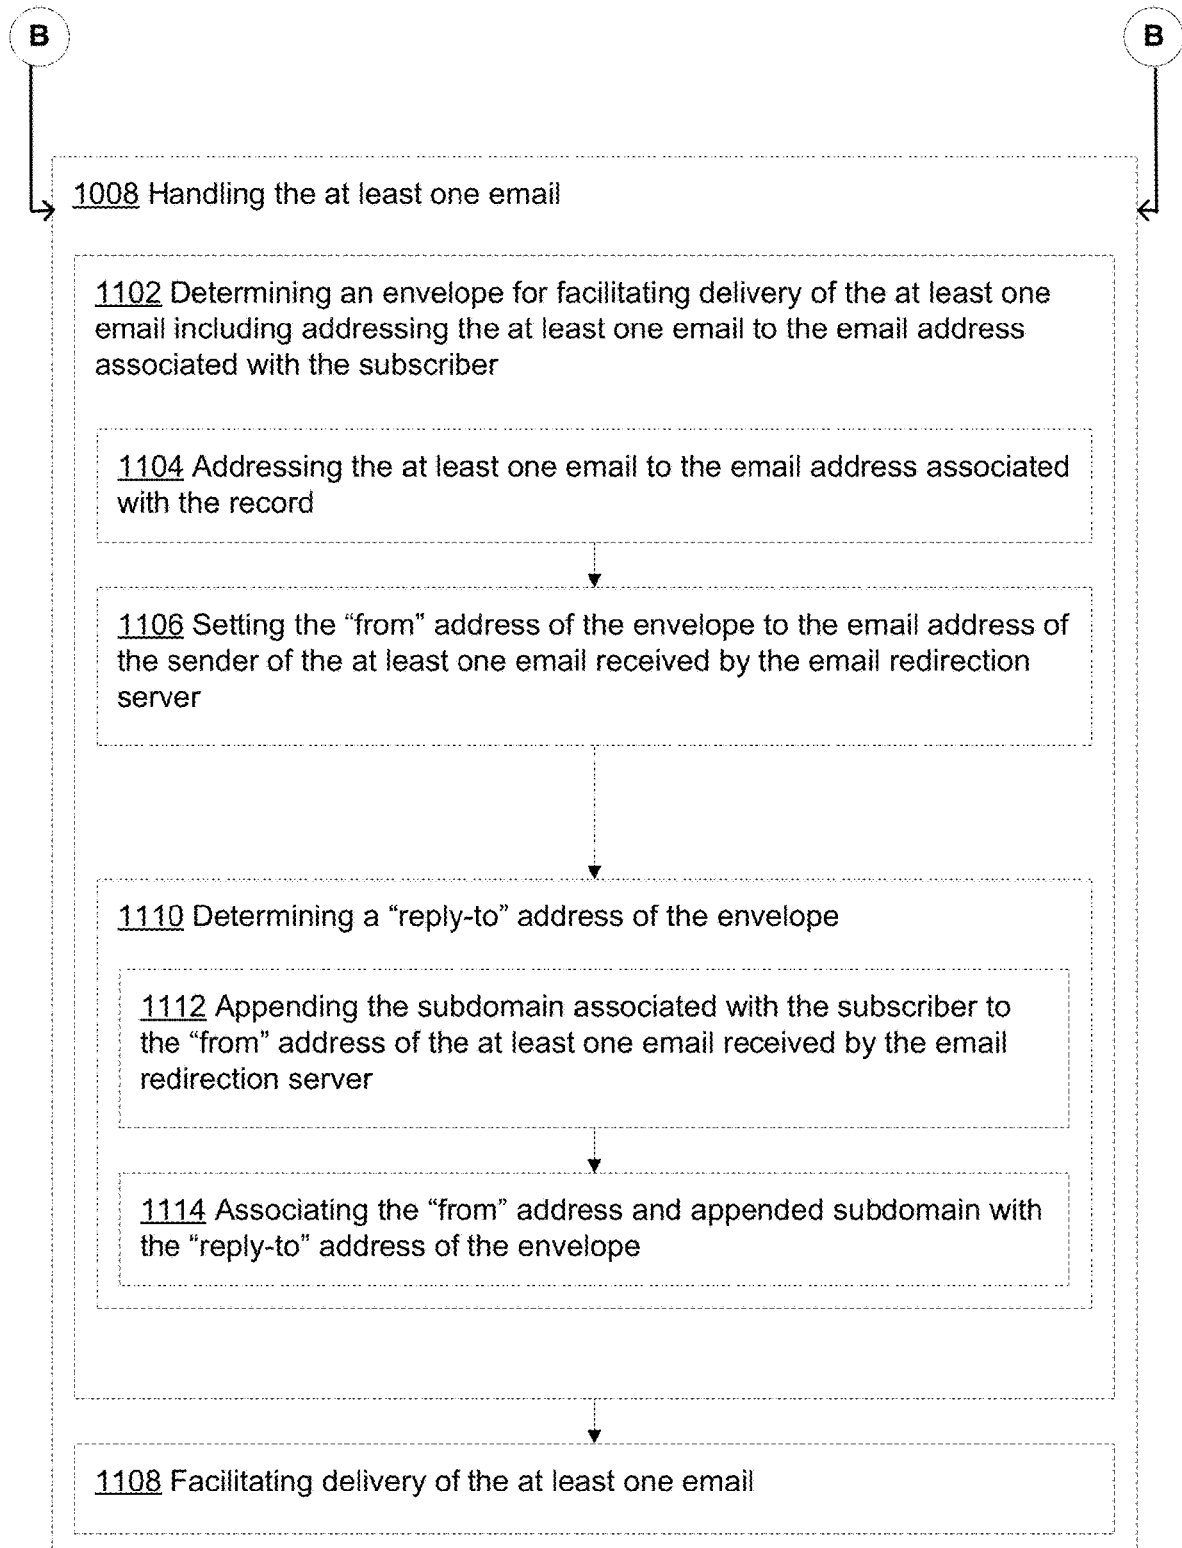 B
B
1008 Handling the at least one email
1102 Determining an envelope for facilitating delivery of the at least one
email including addressing the at least one email to the email address
associated with the subscriber
1104 Addressing the at least one email to the email address associated
with the record
1106 Setting the “from” address of the envelope to the email address of
the sender of the at least one email received by the email redirection
server
1110 Determining a “reply-to” address of the envelope
1112 Appending the subdomain associated with the subscriber to
the “from” address of the at least one email received by the email
redirection server
1114 Associating the “from” address and appended subdomain with
the “reply-to” address of the envelope
1108 Facilitating delivery of the at least one email